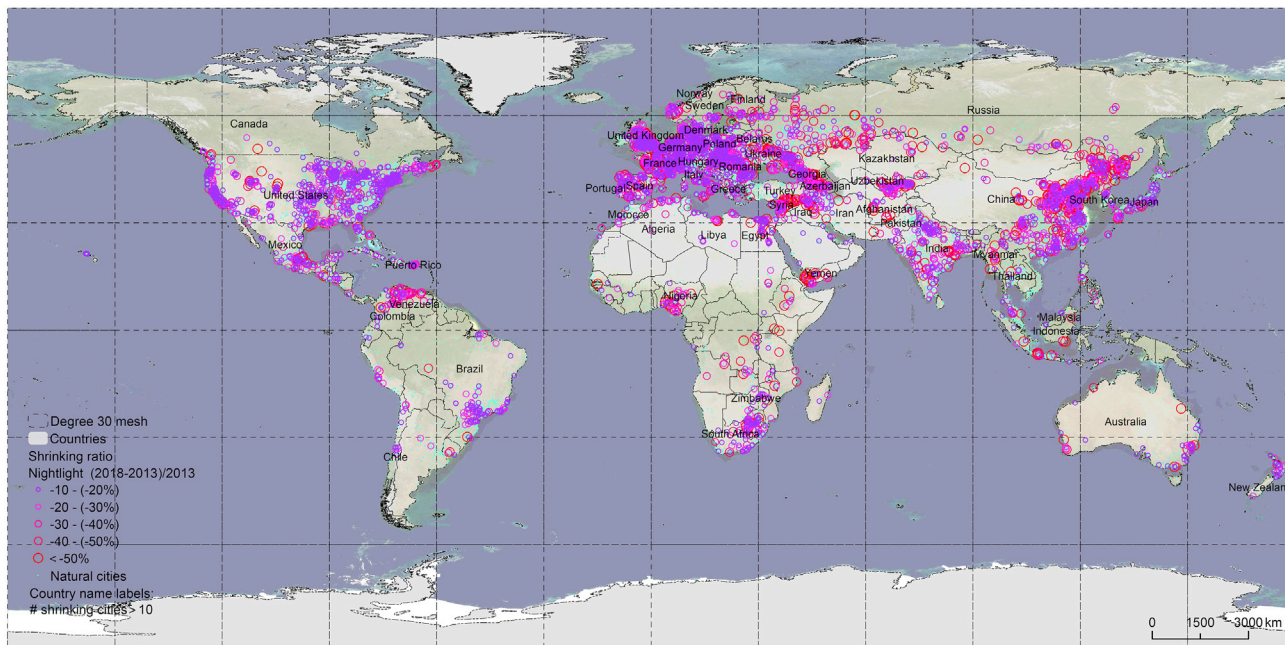 Norway
Sweden
Finland
Russia
Canada
United Kingdom
Denmark
Belarus
Germany
Poland
Ukraine
France
Hungary
Romania
Kazakhstan
Italy
Georgia
Portugal
Spain
Greece
Turkey
Azerbaijan
Uzbekistan
United States
Syria
China
South Korea
Japan
Morocco
Iraq
Iran
Afghanistan
Algeria
Libya
Egypt
Pakistan
Mexico
India
Myanmar
Puerto Rico
Yemen
Thailand
Nigeria
Venezuela
Colombia
Malaysia
Indonesia
Brazil
Zimbabwe
Australia
South Africa
Chile
New Zealan
Degree 30 mesh
Countries
Shrinking ratio
Nightlight (2018-2013)/2013
-10 - (-20%)
-20 - (-30%)
-30 - (-40%)
-40 - (-50%)
< -50%
Natural cities
Country name labels:
# shrinking cities > 10
0 1500 3000 km